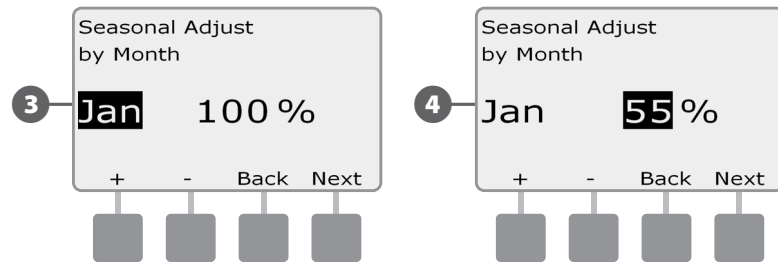 Seasonal Adjust
by Month
3
Jan 100 %
+ - Back Next
Seasonal Adjust
by Month
4
Jan 55 %
+ - Back Next